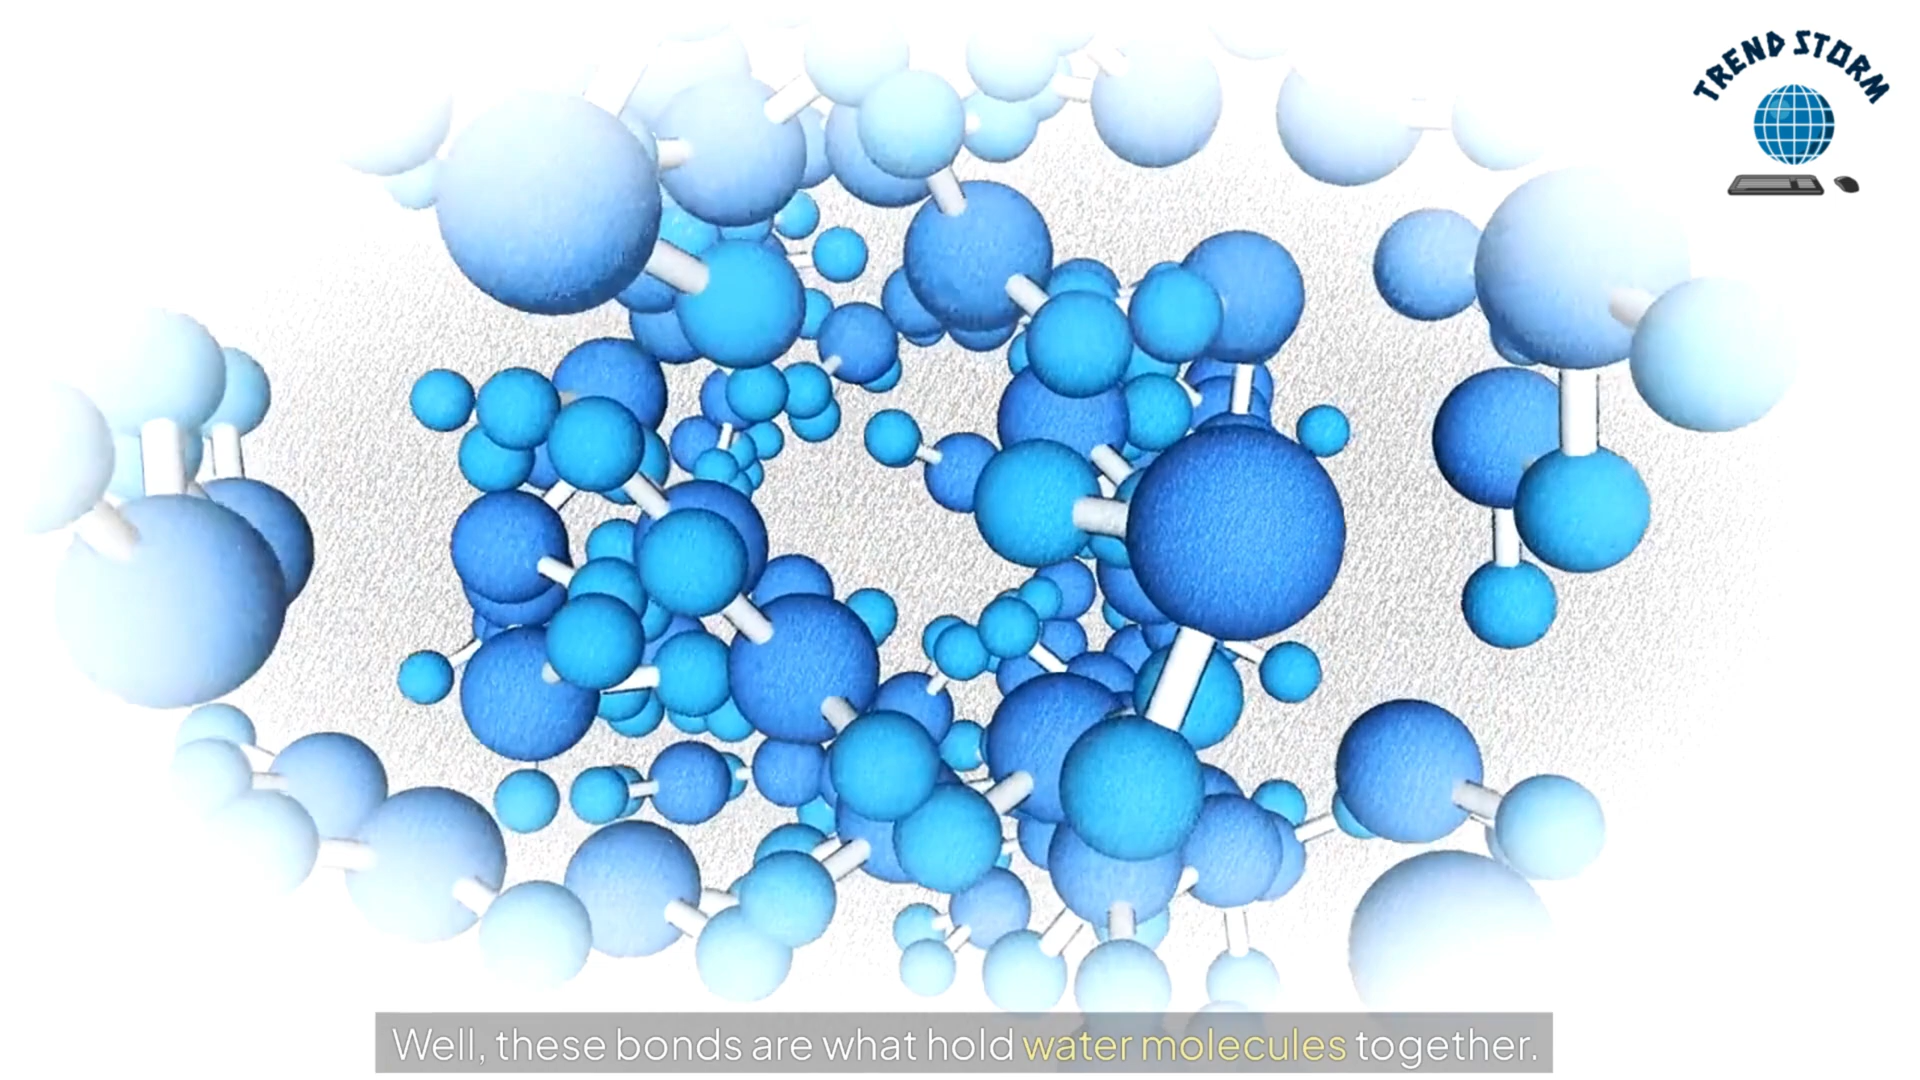 TREND STORM
Well, these bonds are what hold water molecules together.